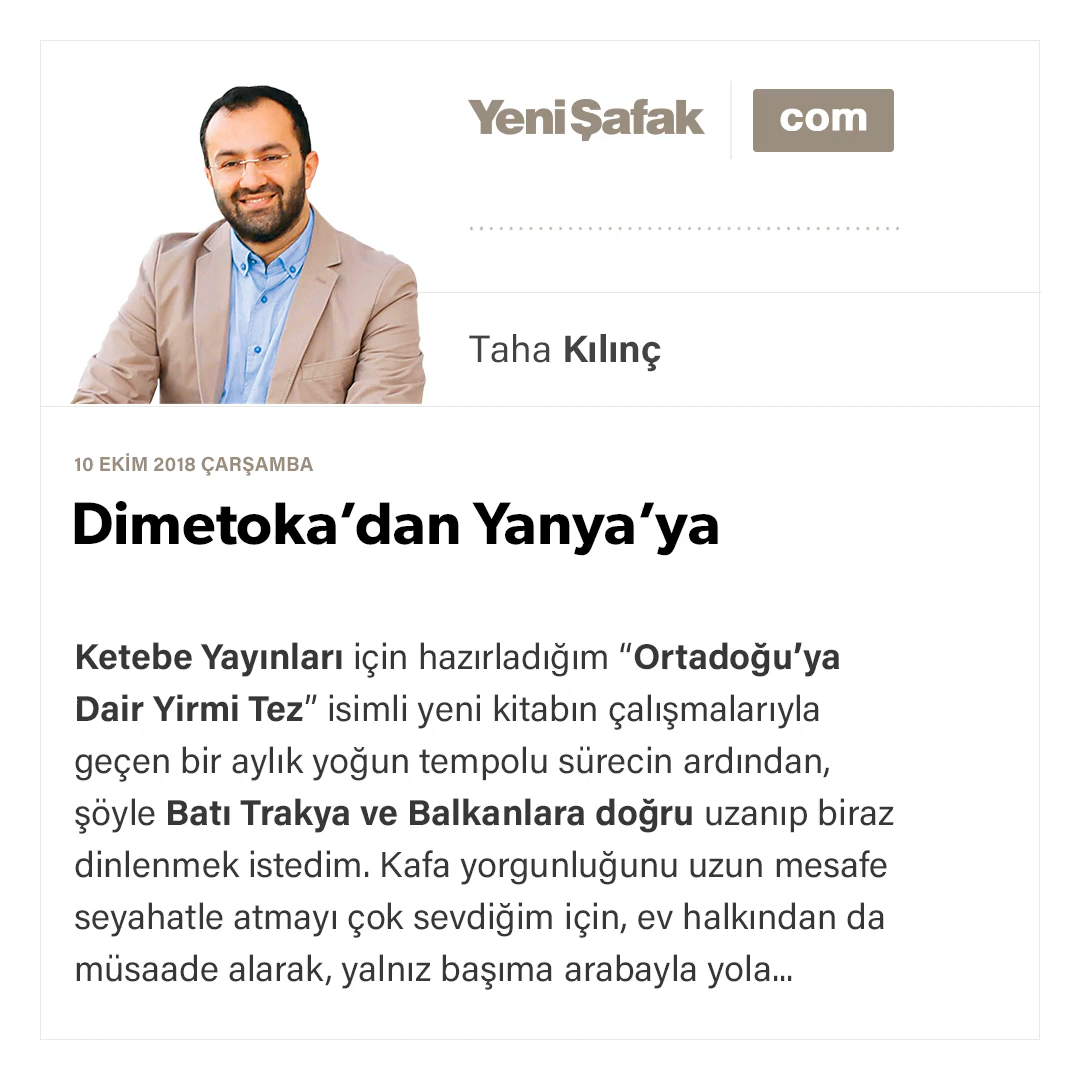 Yeni Şafak
com
Taha Kılınç
10 EKİM 2018 ÇARŞAMBA
Dimetoka’dan Yanya’ya
Ketebe Yayınları için hazırladığım “Ortadoğu’ya
Dair Yirmi Tez” isimli yeni kitabın çalışmalarıyla
geçen bir aylık yoğun tempolu sürecin ardından,
şöyle Batı Trakya ve Balkanlara doğru uzanıp biraz
dinlenmek istedim. Kafa yorgunluğunu uzun mesafe
seyahatle atmayı çok sevdiğim için, ev halkından da
müsaade alarak, yalnız başıma arabayla yola...